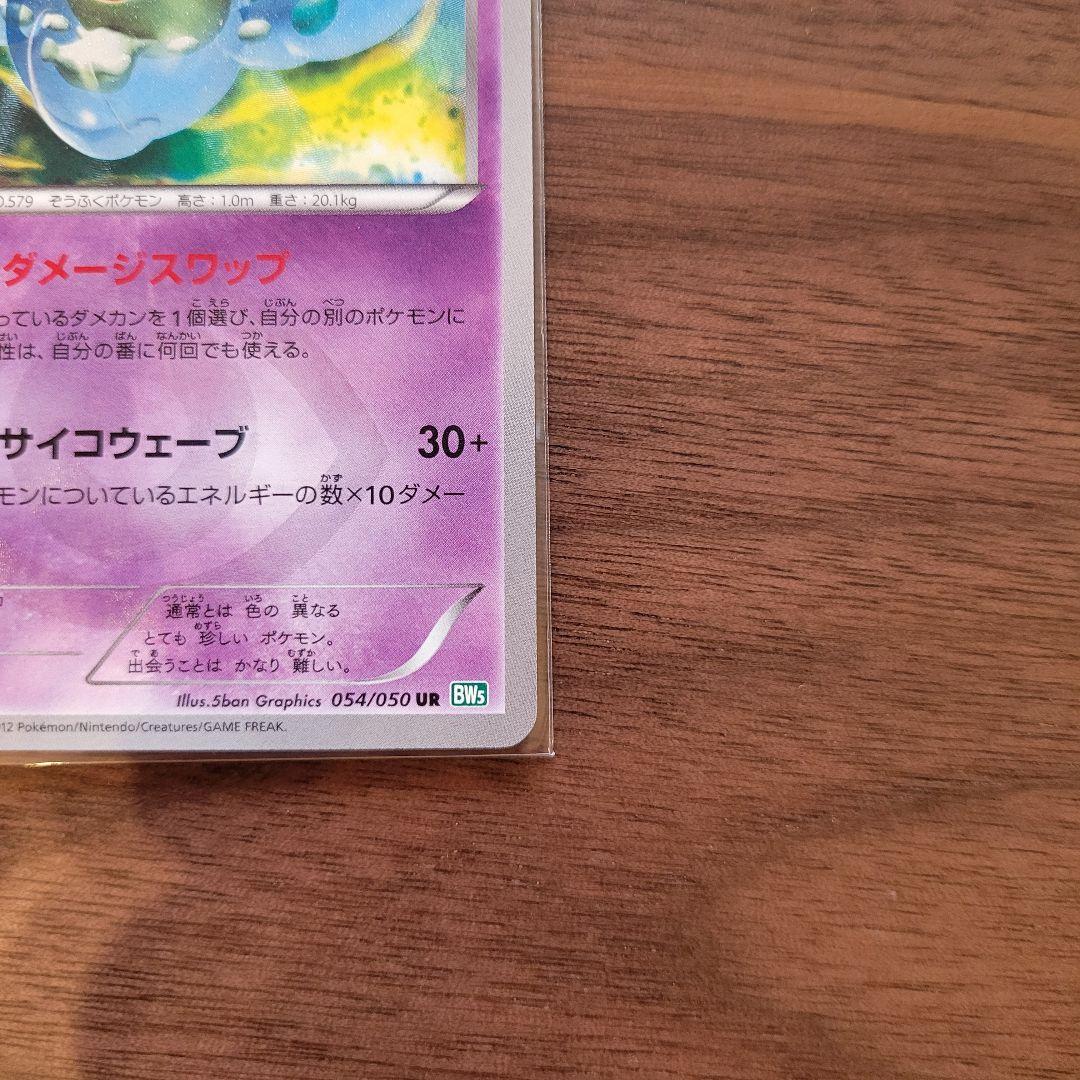 0.579 ぞうふくポケモン 高さ:1.0m 重さ:20.1kg
ダメージスワップ
っているダメカンを1個選び、自分の別のポケモンに
性は、自分の番に何回でも使える。
サイコウェーブ 30+
モンについているエネルギーの数×10ダメー
通常とは 色の 異なる
とても 珍しい ポケモン。
出会うことは かなり 難しい。
Illus.5ban Graphics 054/050 UR BW5
12 Pokémon/Nintendo/Creatures/GAME FREAK.